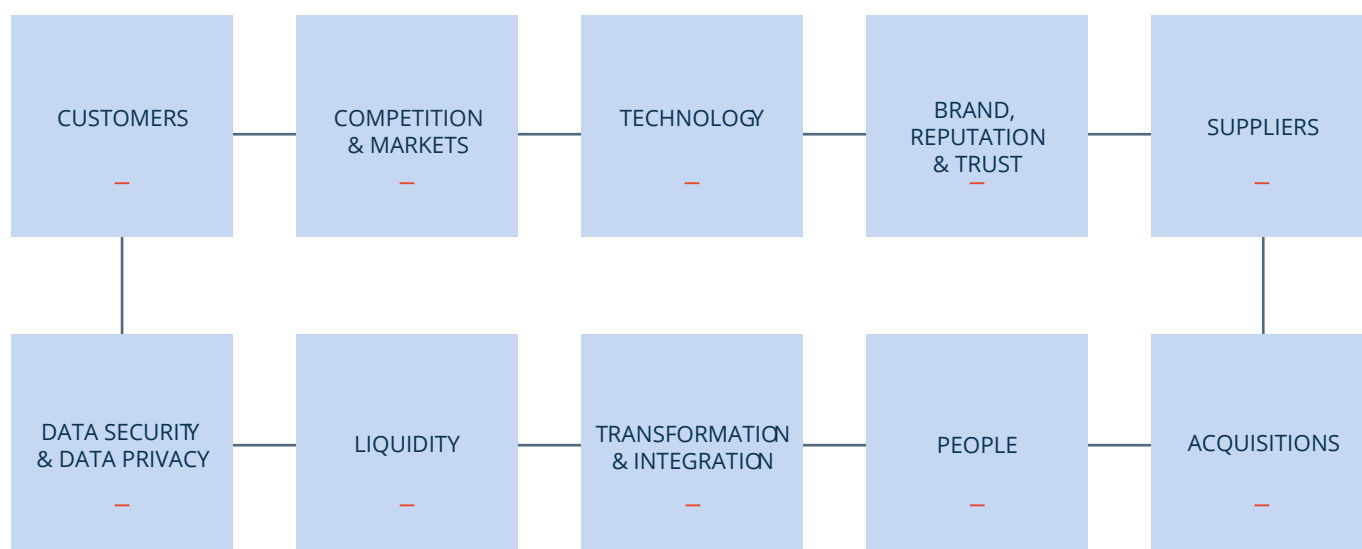 CUSTOMERS
COMPETITION
& MARKETS
TECHNOLOGY
BRAND,
REPUTATION
& TRUST
SUPPLIERS
DATA SECURITY
& DATA PRIVACY
LIQUIDITY
TRANSFORMATION
& INTEGRATION
PEOPLE
ACQUISITIONS